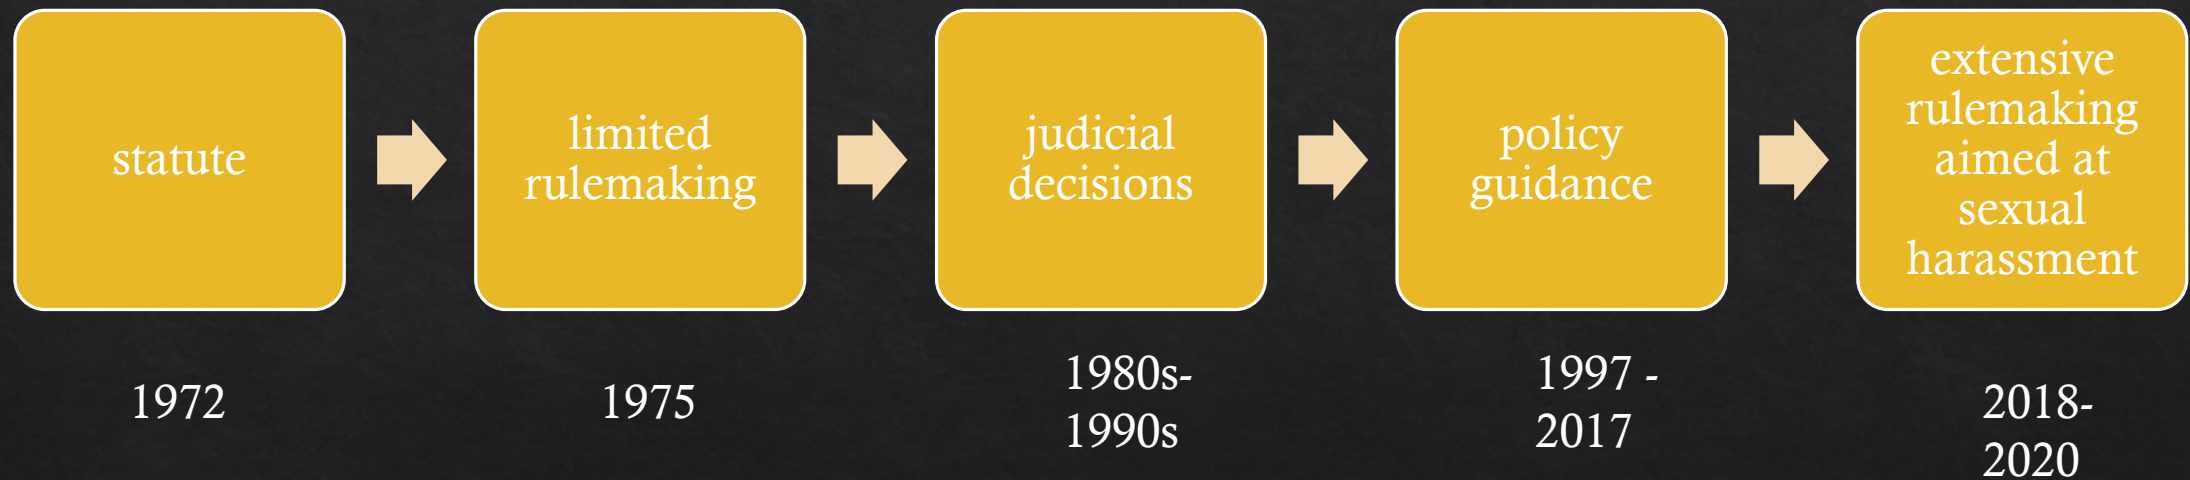 statute
limited
rulemaking
judicial
decisions
policy
guidance
extensive
rulemaking
aimed at
sexual
harassment
1972
1975
1980s-
1990s
1997 -
2017
2018-
2020